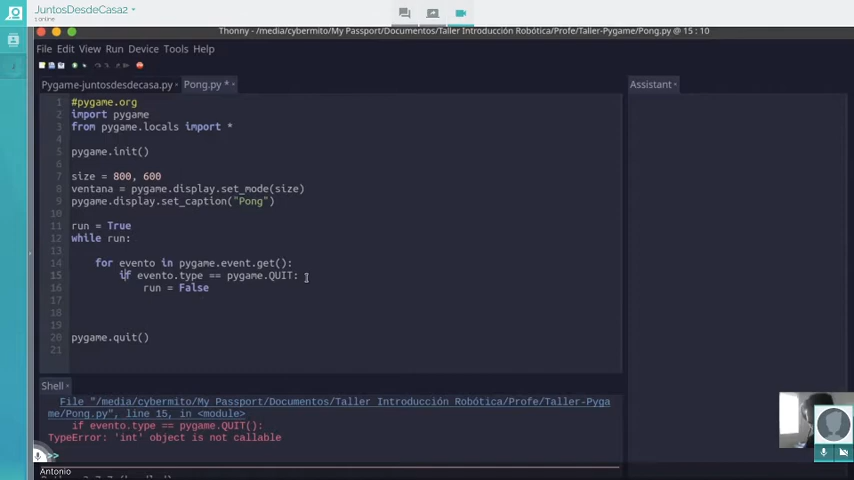 JuntosDesdeCasa2
1 online
Thonny - /media/cybermito/My Passport/Documentos/Taller Introducción Robótica/Profe/Taller-Pygame/Pong.py @ 15 : 10
File Edit View Run Device Tools Help
Pygame-juntosdesdecasa.py × Pong.py * ×
Assistant ×
1 #pygame.org
2 import pygame
3 from pygame.locals import *
4
5 pygame.init()
6
7 size = 800, 600
8 ventana = pygame.display.set_mode(size)
9 pygame.display.set_caption("Pong")
10
11 run = True
12 while run:
13
14 for evento in pygame.event.get():
15 if evento.type == pygame.QUIT:
16 run = False
17
18
19
20 pygame.quit()
21
Shell ×
File "/media/cybermito/My Passport/Documentos/Taller Introducción Robótica/Profe/Taller-Pyga
me/Pong.py", line 15, in <module>
if evento.type == pygame.QUIT():
TypeError: 'int' object is not callable
>>
Antonio